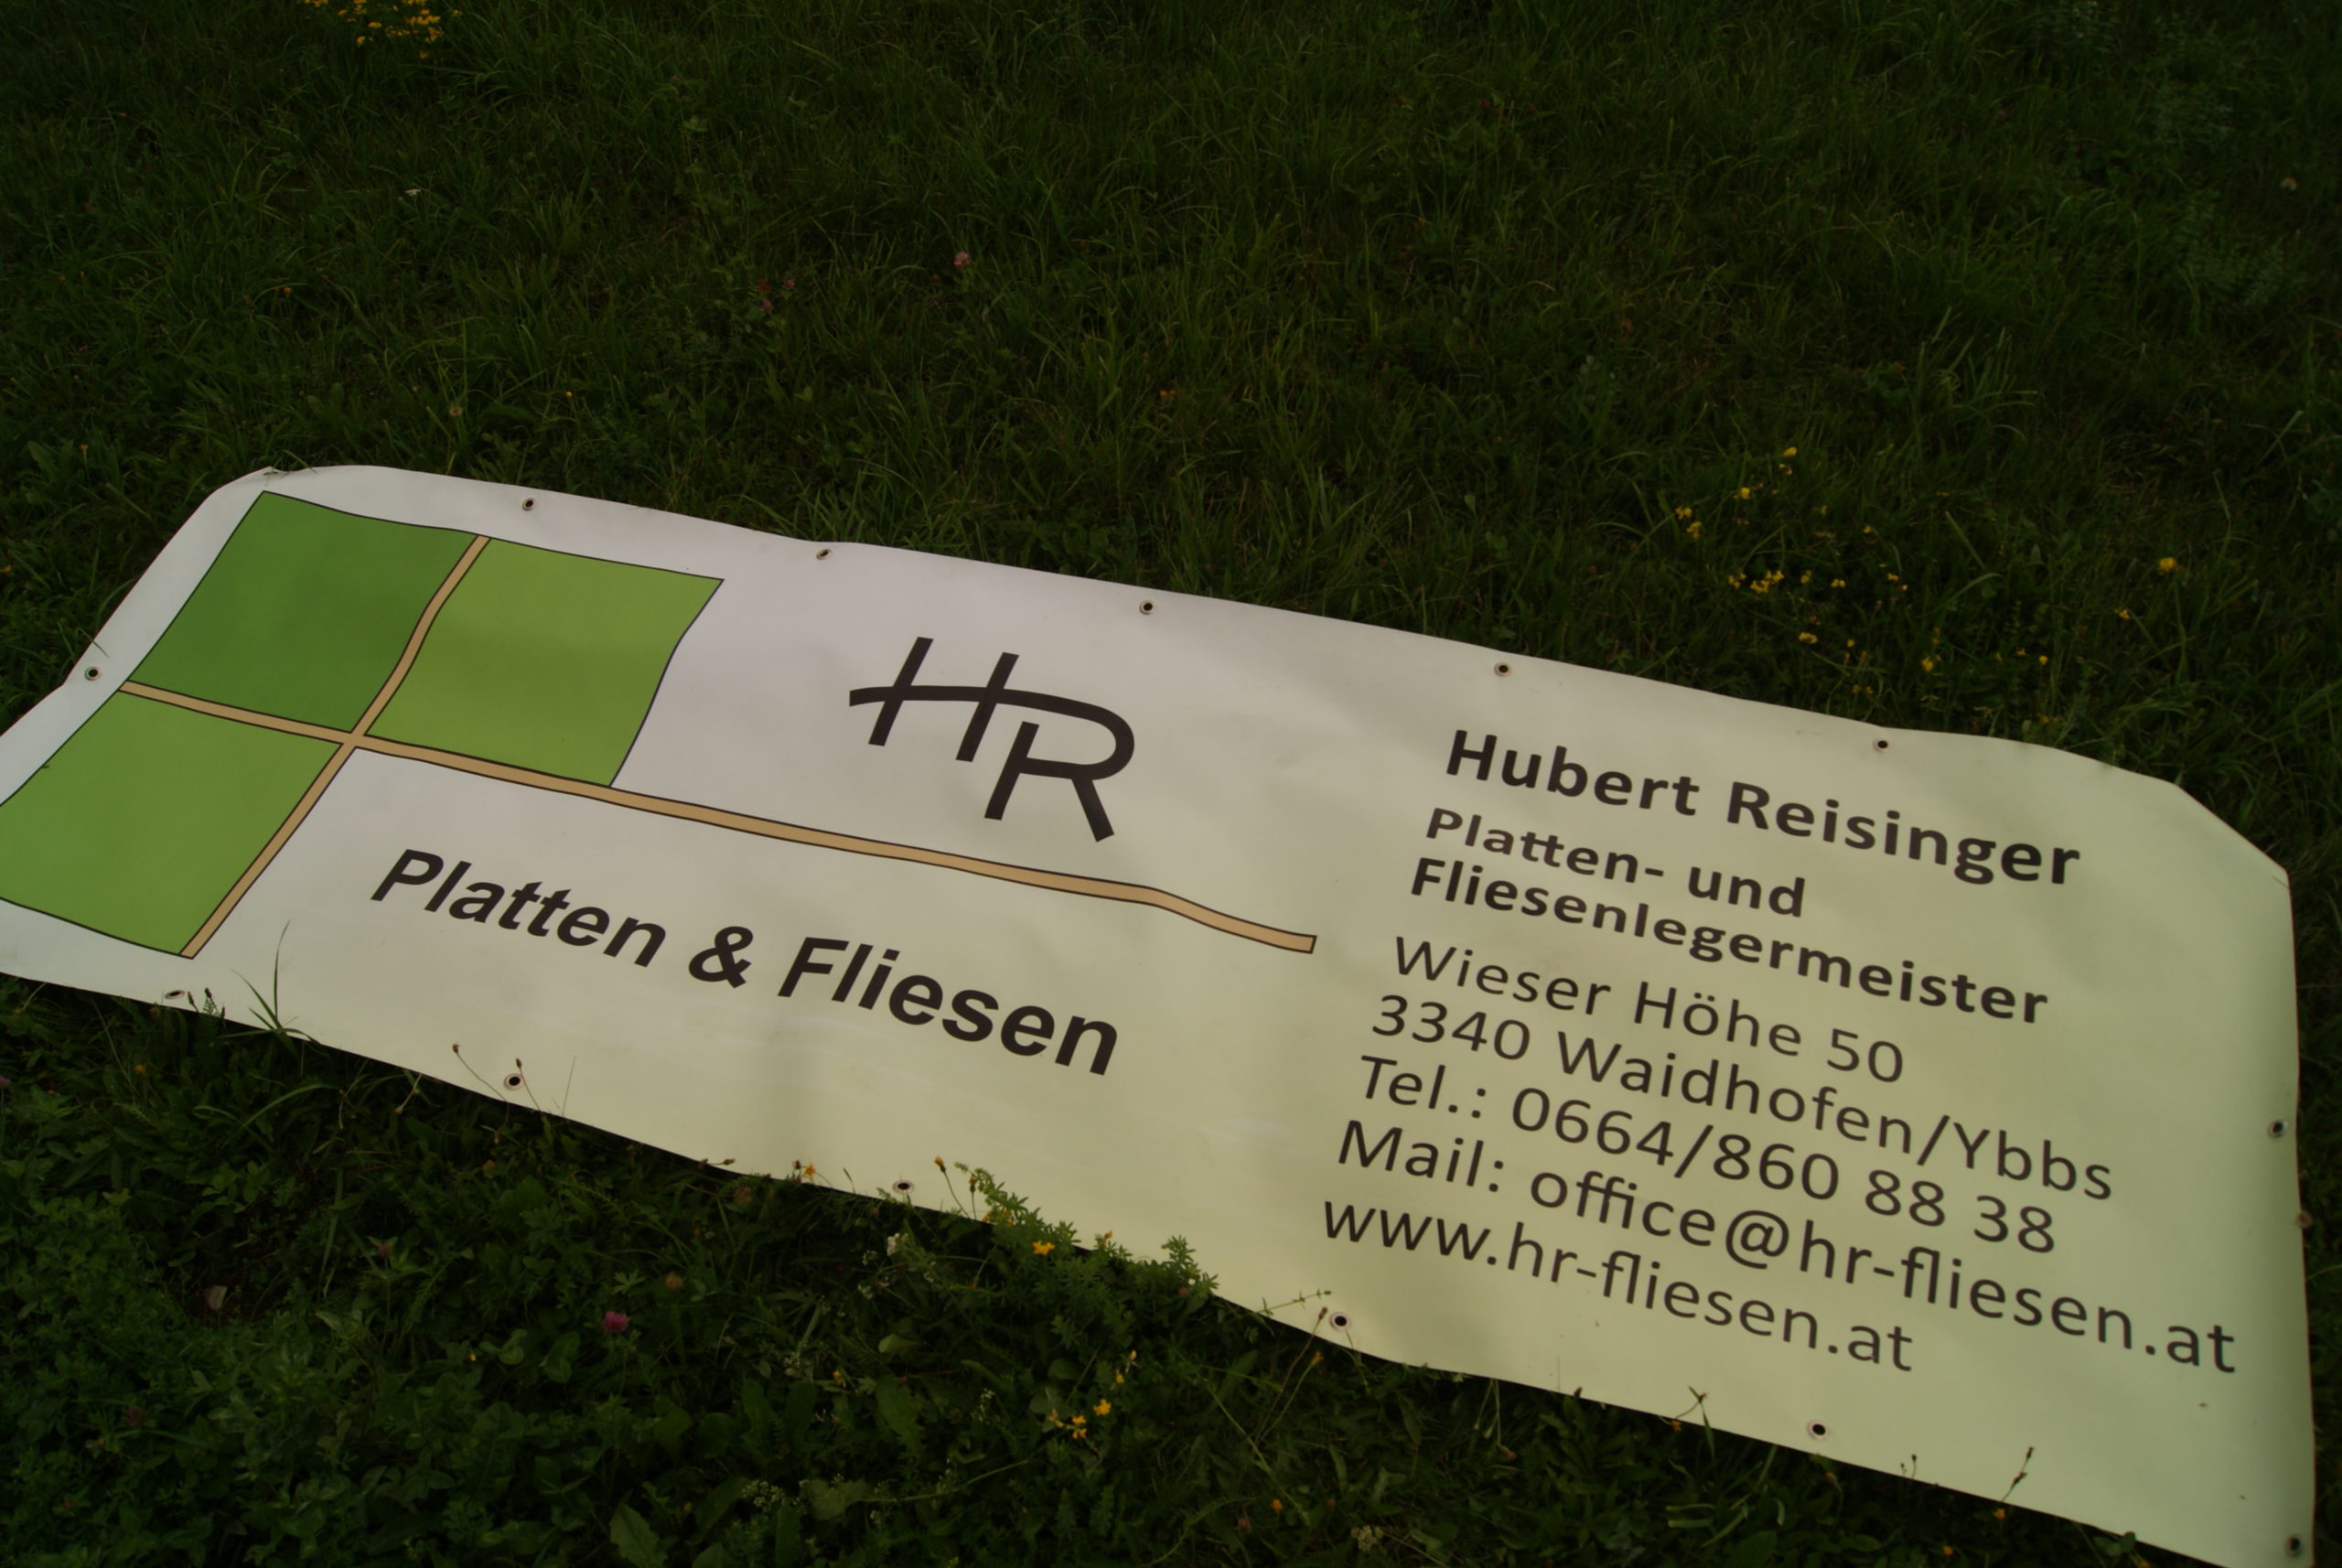 HR
Platten & Fliesen
Hubert Reisinger
Platten- und
Fliesenlegermeister
Wieser Höhe 50
3340 Waidhofen/Ybbs
Tel.: 0664/860 88 38
Mail: office@hr-fliesen.at
www.hr-fliesen.at